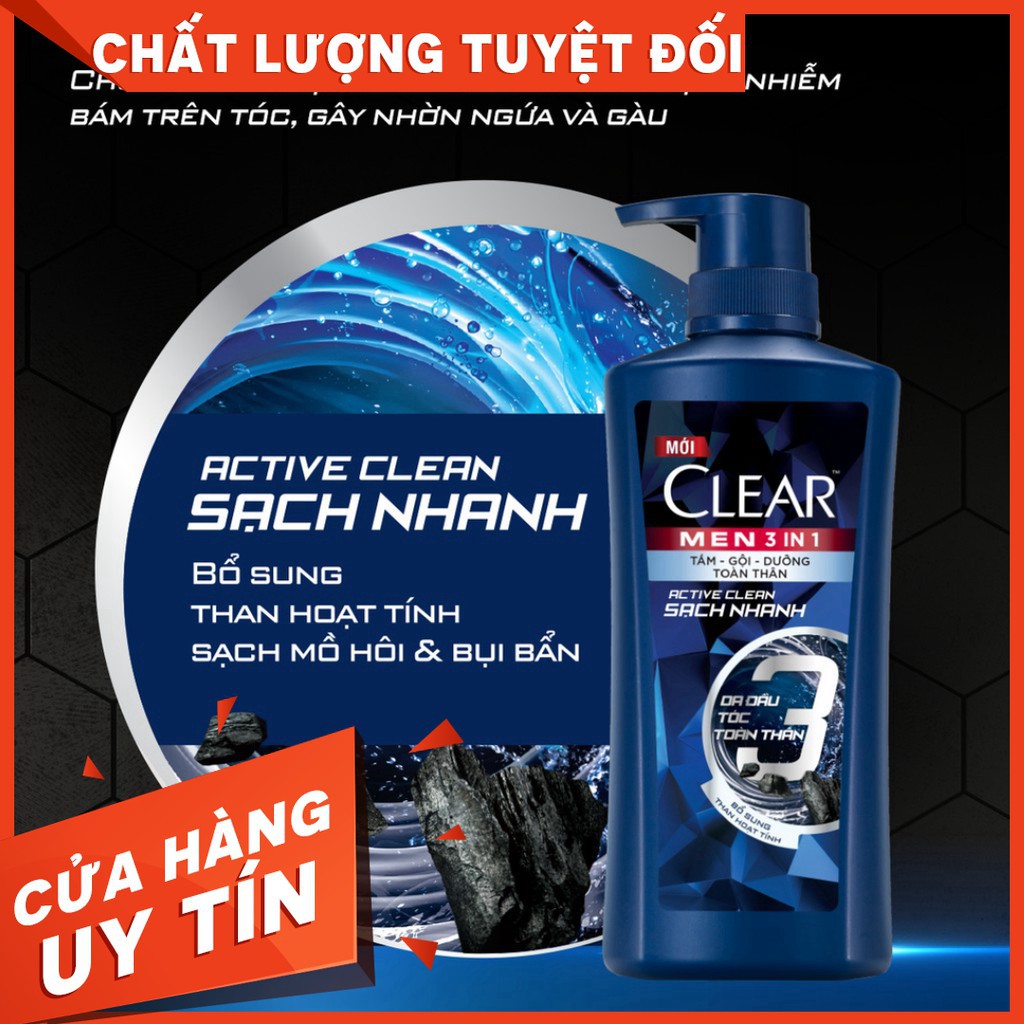 CHẤT LƯỢNG TUYỆT ĐỐI
NHIỄM
BÁM TRÊN TÓC, GÂY NHỜN NGỨA VÀ GÀU
ACTIVE CLEAN
SẠCH NHANH
BỔ SUNG
THAN HOẠT TÍNH
SẠCH MỒ HÔI & BỤI BẨN
MỚI
CLEAR™
MEN 3 IN 1
TẮM - GỘI - DƯỠNG
TOÀN THÂN
ACTIVE CLEAN
SẠCH NHANH
3
DA DẦU
TÓC
TOÀN THÂN
BỔ SUNG
THAN HOẠT TÍNH
CỬA HÀNG
UY TÍN